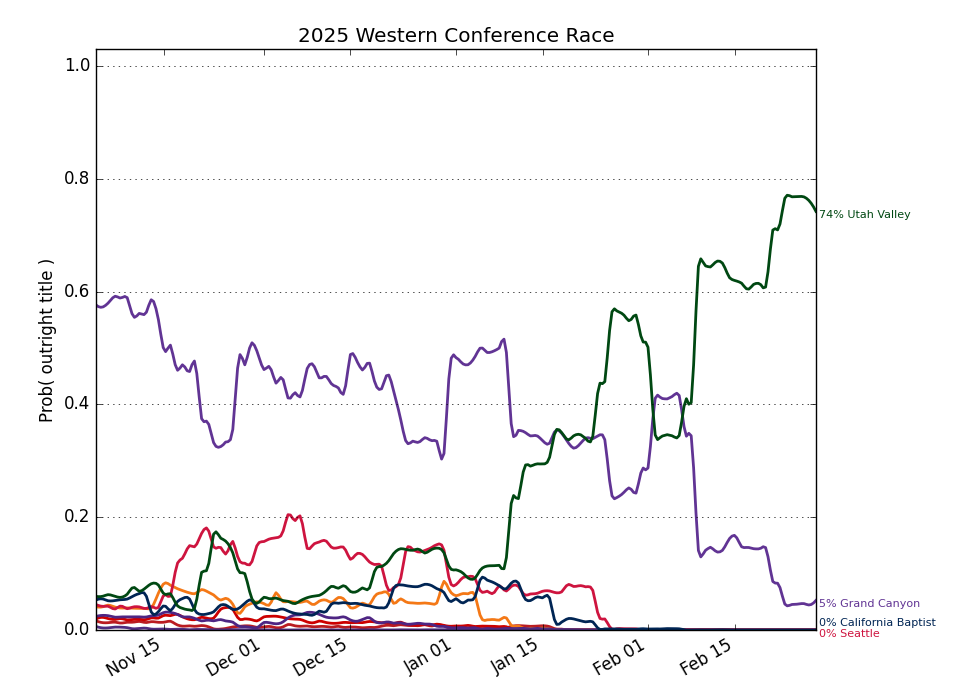 2025 Western Conference Race
1.0
0.8
0.6
0.4
0.2
0.0
Prob( outright title )
Nov 15
Dec 01
Dec 15
Jan 01
Jan 15
Feb 01
Feb 15
74% Utah Valley
5% Grand Canyon
0% California Baptist
0% Seattle